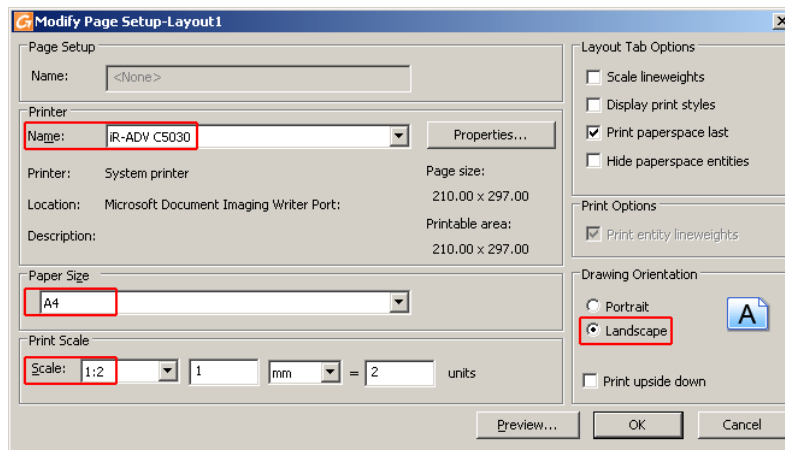 Modify Page Setup-Layout1
Page Setup
Name: <None>
Printer
Name: iR-ADV C5030 Properties...
Printer: System printer
Location: Microsoft Document Imaging Writer Port:
Description:
Page size:
210.00 x 297.00
Printable area:
210.00 x 297.00
Paper Size
A4
Print Scale
Scale: 1:2 1 mm = 2 units
Layout Tab Options
Scale lineweights
Display print styles
Print paperspace last
Hide paperspace entities
Print Options
Print entity lineweights
Drawing Orientation
Portrait
Landscape
A
Print upside down
Preview... OK Cancel